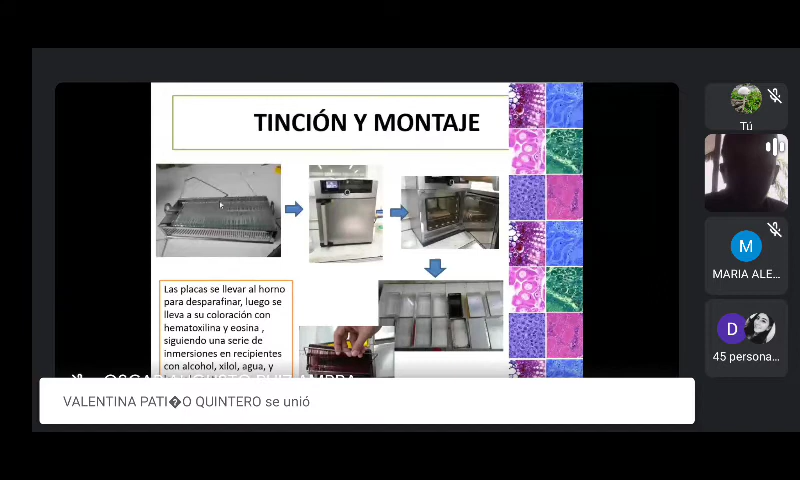 TINCIÓN Y MONTAJE
Las placas se llevar al horno
para desparafinar, luego se
lleva a su coloración con
hematoxilina y eosina ,
siguiendo una serie de
inmersiones en recipientes
con alcohol, xilol, agua, y
Tú
M
MARIA ALE...
D
45 persona...
VALENTINA PATI�O QUINTERO se unió